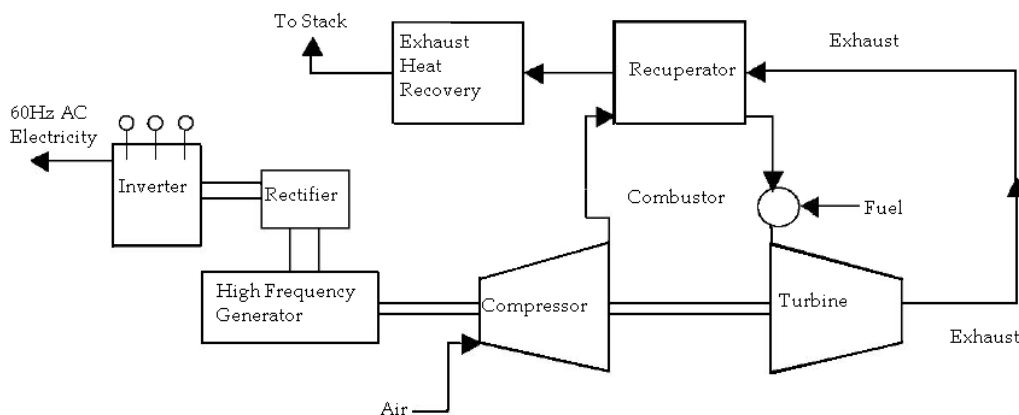 To Stack
Exhaust
Heat
Recovery
Recuperator
Exhaust
60Hz AC
Electricity
Inverter
Rectifier
Combustor
Fuel
High Frequency
Generator
Compressor
Turbine
Exhaust
Air